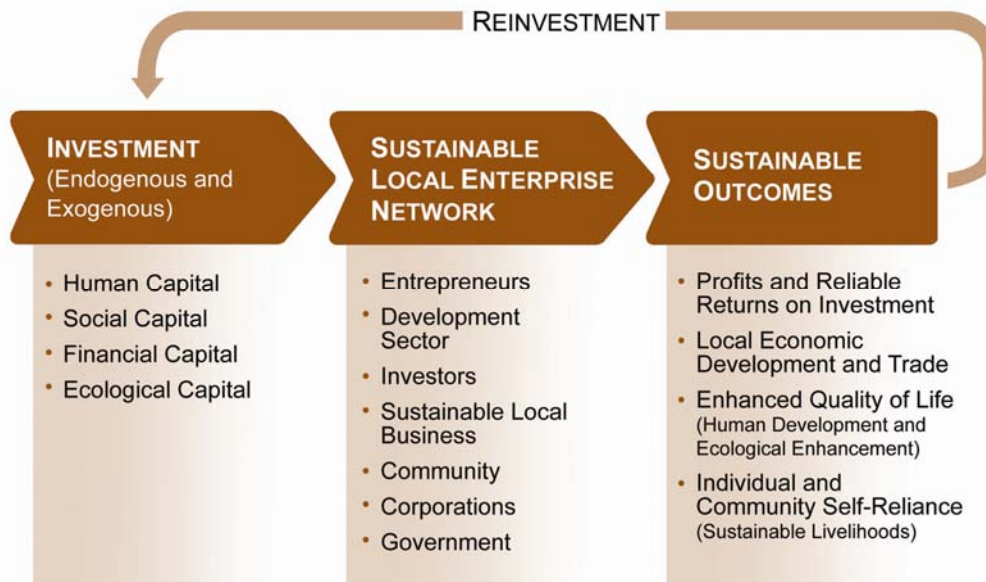 REINVESTMENT
INVESTMENT
(Endogenous and
Exogenous)
• Human Capital
• Social Capital
• Financial Capital
• Ecological Capital
SUSTAINABLE
LOCAL ENTERPRISE
NETWORK
• Entrepreneurs
• Development
Sector
• Investors
• Sustainable Local
Business
• Community
• Corporations
• Government
SUSTAINABLE
OUTCOMES
• Profits and Reliable
Returns on Investment
• Local Economic
Development and Trade
• Enhanced Quality of Life
(Human Development and
Ecological Enhancement)
• Individual and
Community Self-Reliance
(Sustainable Livelihoods)